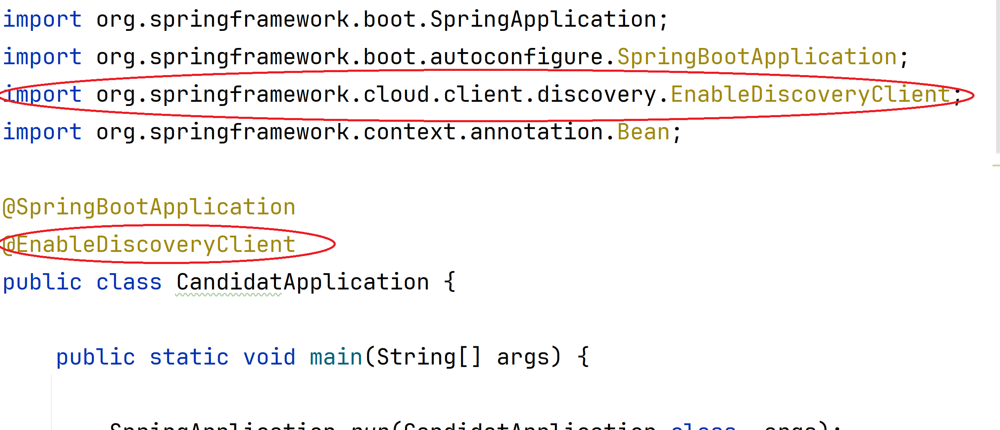 import org.springframework.boot.SpringApplication;
import org.springframework.boot.autoconfigure.SpringBootApplication;
import org.springframework.cloud.client.discovery.EnableDiscoveryClient;
import org.springframework.context.annotation.Bean;
@SpringBootApplication
@EnableDiscoveryClient
public class CandidatApplication {
public static void main(String[] args) {
SpringApplication.run(CandidatApplication.class, args);